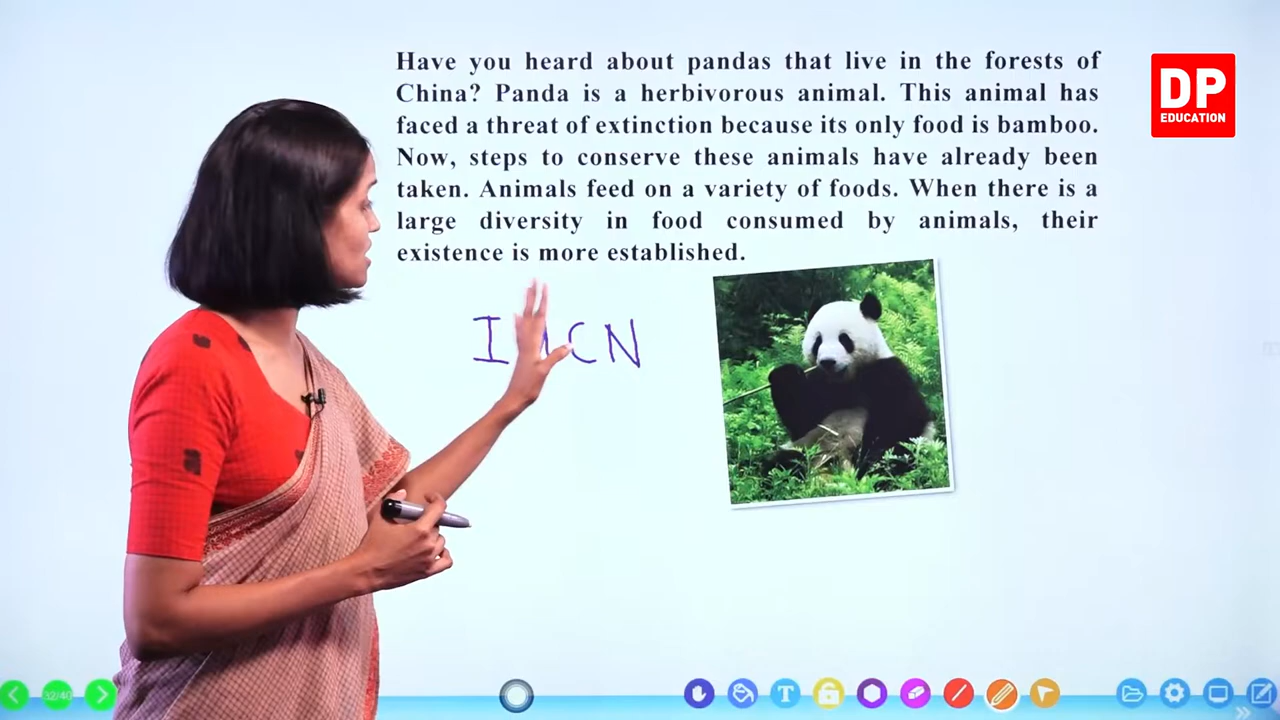 Have you heard about pandas that live in the forests of
China? Panda is a herbivorous animal. This animal has
faced a threat of extinction because its only food is bamboo.
Now, steps to conserve these animals have already been
taken. Animals feed on a variety of foods. When there is a
large diversity in food consumed by animals, their
existence is more established.
DP
EDUCATION
32/40